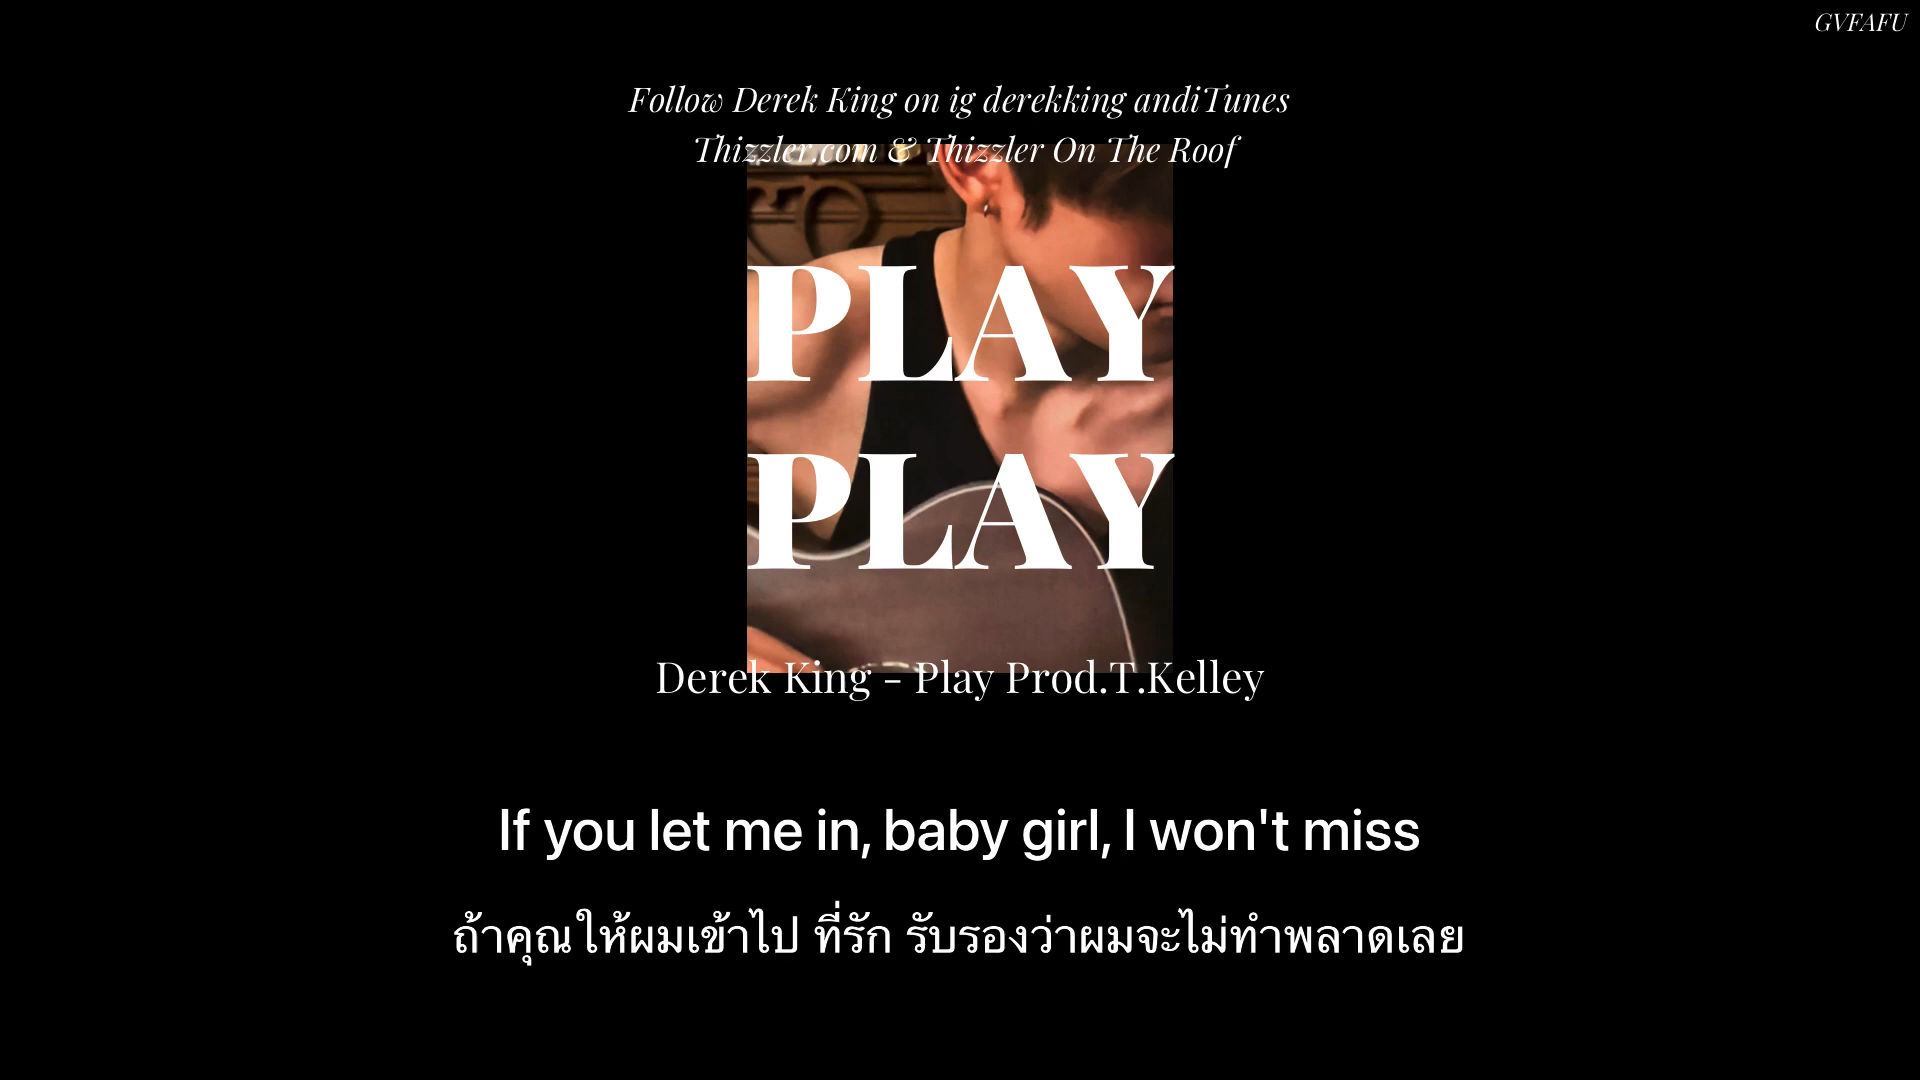 GVFAFU
Follow Derek King on ig derekking andiTunes
Thizzler.com & Thizzler On The Roof
PLAY
PLAY
Derek King - Play Prod.T.Kelley
If you let me in, baby girl, I won't miss
ถ้าคุณให้ผมเข้าไป ที่รัก รับรองว่าผมจะไม่ทำพลาดเลย